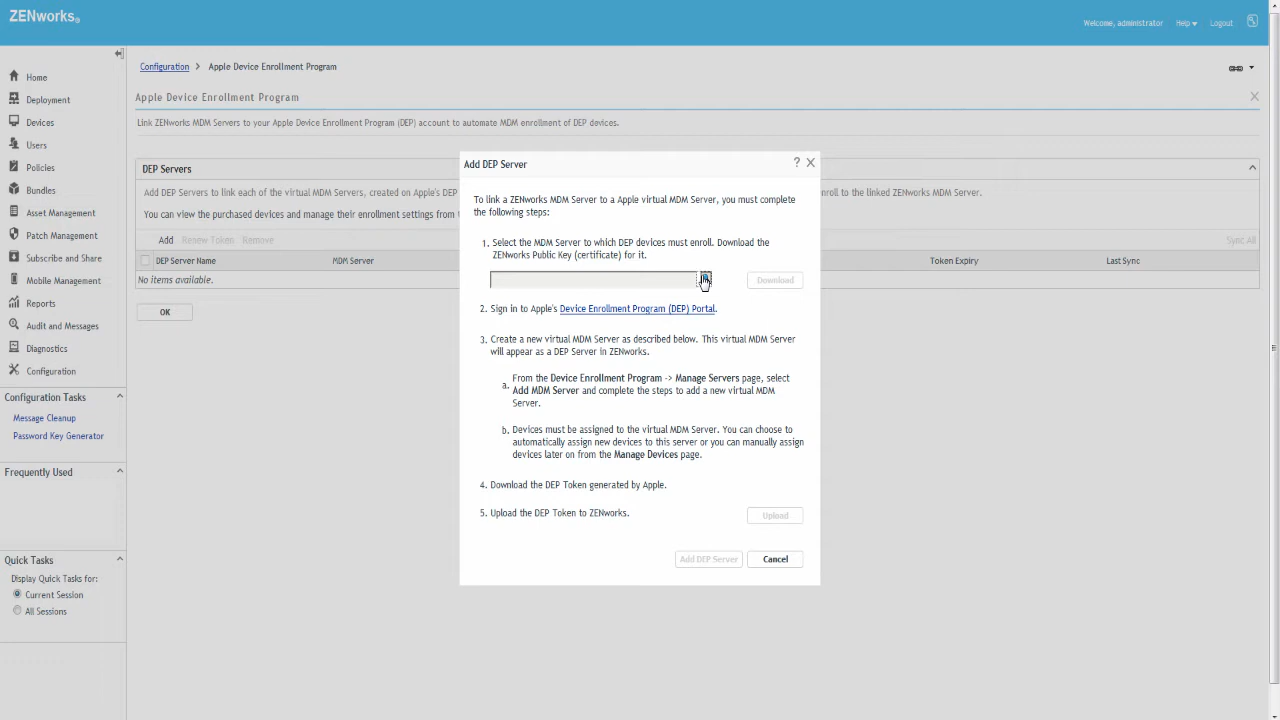 ZENworks®
Welcome, administrator Help Logout
Configuration > Apple Device Enrollment Program
Home
Deployment
Devices
Users
Policies
Bundles
Asset Management
Patch Management
Subscribe and Share
Mobile Management
Reports
Audit and Messages
Diagnostics
Configuration
Configuration Tasks
Message Cleanup
Password Key Generator
Frequently Used
Quick Tasks
Display Quick Tasks for:
Current Session
All Sessions
Apple Device Enrollment Program
Link ZENworks MDM Servers to your Apple Device Enrollment Program (DEP) account to automate MDM enrollment of DEP devices.
DEP Servers
Add DEP Servers to link each of the virtual MDM Servers, created on Apple's DEP
nroll to the linked ZENworks MDM Server.
You can view the purchased devices and manage their enrollment settings from
Add Renew Token Remove
Sync All
DEP Server Name MDM Server Token Expiry Last Sync
No items available.
OK
Add DEP Server ?
To link a ZENworks MDM Server to a Apple virtual MDM Server, you must complete
the following steps:
1. Select the MDM Server to which DEP devices must enroll. Download the
ZENworks Public Key (certificate) for it.
Download
2. Sign in to Apple's Device Enrollment Program (DEP) Portal.
3. Create a new virtual MDM Server as described below. This virtual MDM Server
will appear as a DEP Server in ZENworks.
a. From the Device Enrollment Program -> Manage Servers page, select
Add MDM Server and complete the steps to add a new virtual MDM
Server.
b. Devices must be assigned to the virtual MDM Server. You can choose to
automatically assign new devices to this server or you can manually assign
devices later on from the Manage Devices page.
4. Download the DEP Token generated by Apple.
5. Upload the DEP Token to ZENworks.
Upload
Add DEP Server Cancel